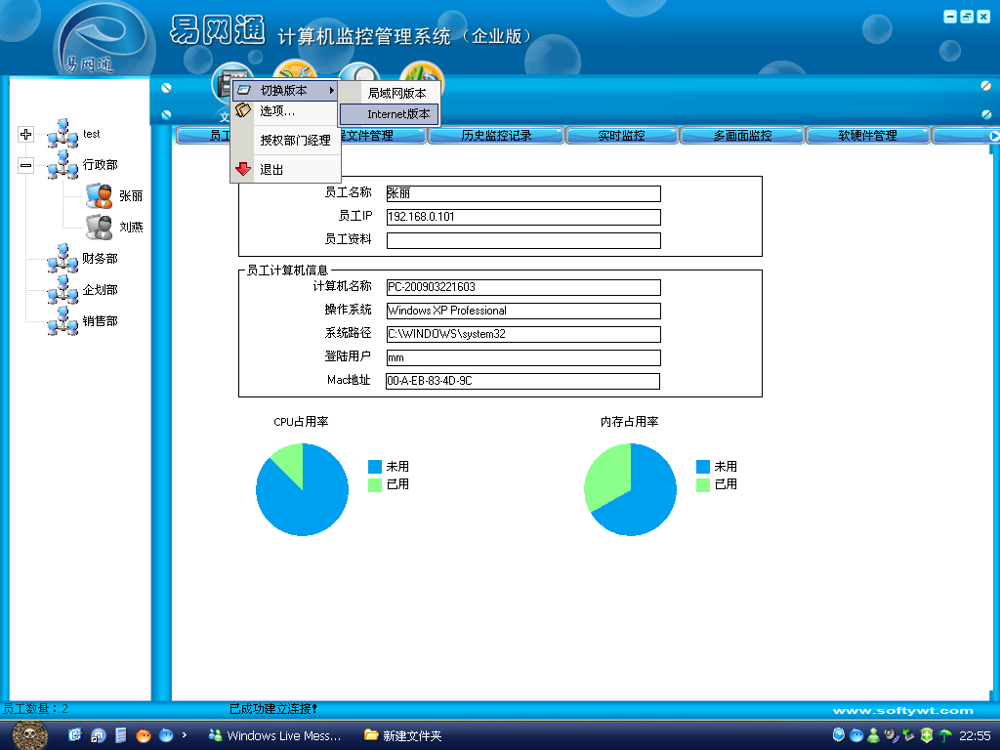 易网通 计算机监控管理系统（企业版）
易网通
切换版本
局域网版本
选项...
Internet版本
授权部门经理
退出
文
员工
程文件管理
历史监控记录
实时监控
多画面监控
软硬件管理
test
行政部
张丽
刘燕
财务部
企划部
销售部
员工名称 张丽
员工IP 192.168.0.101
员工资料
员工计算机信息
计算机名称 PC-200903221603
操作系统 Windows XP Professional
系统路径 C:\WINDOWS\system32
登陆用户 mm
Mac地址 00-A-EB-83-4D-9C
CPU占用率
未用
已用
内存占用率
未用
已用
员工数量：2
已成功建立连接!
www.softywt.com
Windows Live Mess...
新建文件夹
22:55